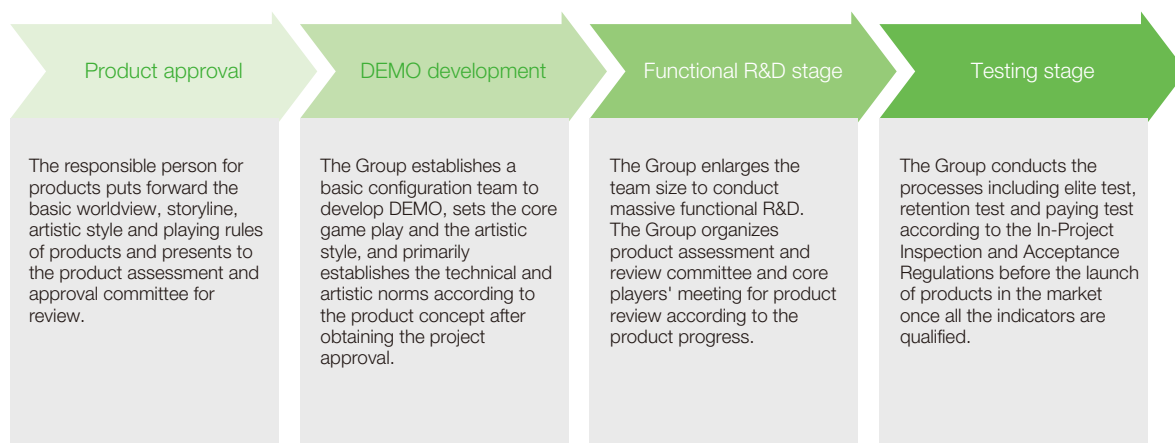 Product approval
The responsible person for
products puts forward the
basic worldview, storyline,
artistic style and playing rules
of products and presents to
the product assessment and
approval committee for
review.
DEMO development
The Group establishes a
basic configuration team to
develop DEMO, sets the core
game play and the artistic
style, and primarily
establishes the technical and
artistic norms according to
the product concept after
obtaining the project
approval.
Functional R&D stage
The Group enlarges the
team size to conduct
massive functional R&D.
The Group organizes
product assessment and
review committee and core
players' meeting for product
review according to the
product progress.
Testing stage
The Group conducts the
processes including elite test,
retention test and paying test
according to the In-Project
Inspection and Acceptance
Regulations before the launch
of products in the market
once all the indicators are
qualified.